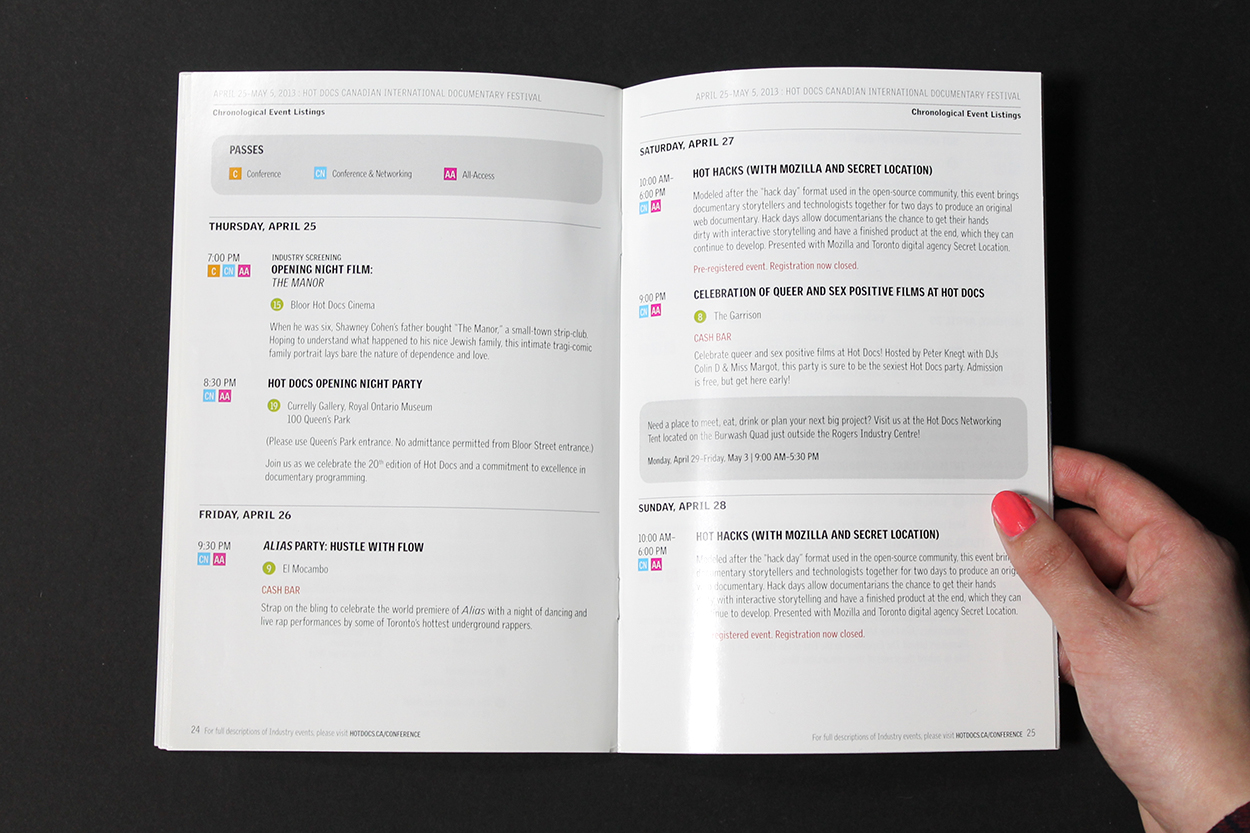 APRIL 25–MAY 5, 2013 : HOT DOCS CANADIAN INTERNATIONAL DOCUMENTARY FESTIVAL
Chronological Event Listings
PASSES
C Conference CN Conference & Networking AA All-Access
THURSDAY, APRIL 25
7:00 PM
C CN AA
INDUSTRY SCREENING
OPENING NIGHT FILM:
THE MANOR
15 Bloor Hot Docs Cinema
When he was six, Shawney Cohen's father bought "The Manor," a small-town strip-club.
Hoping to understand what happened to his nice Jewish family, this intimate tragi-comic
family portrait lays bare the nature of dependence and love.
8:30 PM
CN AA
HOT DOCS OPENING NIGHT PARTY
19 Currelly Gallery, Royal Ontario Museum
100 Queen's Park
(Please use Queen's Park entrance. No admittance permitted from Bloor Street entrance.)
Join us as we celebrate the 20th edition of Hot Docs and a commitment to excellence in
documentary programming.
FRIDAY, APRIL 26
9:30 PM
CN AA
ALIAS PARTY: HUSTLE WITH FLOW
9 El Mocambo
CASH BAR
Strap on the bling to celebrate the world premiere of Alias with a night of dancing and
live rap performances by some of Toronto's hottest underground rappers.
24 For full descriptions of Industry events, please visit HOTDOCS.CA/CONFERENCE
APRIL 25–MAY 5, 2013 : HOT DOCS CANADIAN INTERNATIONAL DOCUMENTARY FESTIVAL
Chronological Event Listings
SATURDAY, APRIL 27
10:00 AM–
6:00 PM
CN AA
HOT HACKS (WITH MOZILLA AND SECRET LOCATION)
Modeled after the "hack day" format used in the open-source community, this event brings
documentary storytellers and technologists together for two days to produce an original
web documentary. Hack days allow documentarians the chance to get their hands
dirty with interactive storytelling and have a finished product at the end, which they can
continue to develop. Presented with Mozilla and Toronto digital agency Secret Location.
Pre-registered event. Registration now closed.
9:00 PM
CN AA
CELEBRATION OF QUEER AND SEX POSITIVE FILMS AT HOT DOCS
8 The Garrison
CASH BAR
Celebrate queer and sex positive films at Hot Docs! Hosted by Peter Knegt with DJs
Colin D & Miss Margot, this party is sure to be the sexiest Hot Docs party. Admission
is free, but get here early!
Need a place to meet, eat, drink or plan your next big project? Visit us at the Hot Docs Networking
Tent located on the Burwash Quad just outside the Rogers Industry Centre!
Monday, April 29–Friday, May 3 | 9:00 AM–5:30 PM
SUNDAY, APRIL 28
10:00 AM–
6:00 PM
CN AA
HOT HACKS (WITH MOZILLA AND SECRET LOCATION)
Modeled after the "hack day" format used in the open-source community, this event
documentary storytellers and technologists together for two days to produce an
web documentary. Hack days allow documentarians the chance to get their hands
with interactive storytelling and have a finished product at the end, which they can
continue to develop. Presented with Mozilla and Toronto digital agency Secret Location.
event. Registration now closed.
For full descriptions of Industry events, please visit HOTDOCS.CA/CONFERENCE 25